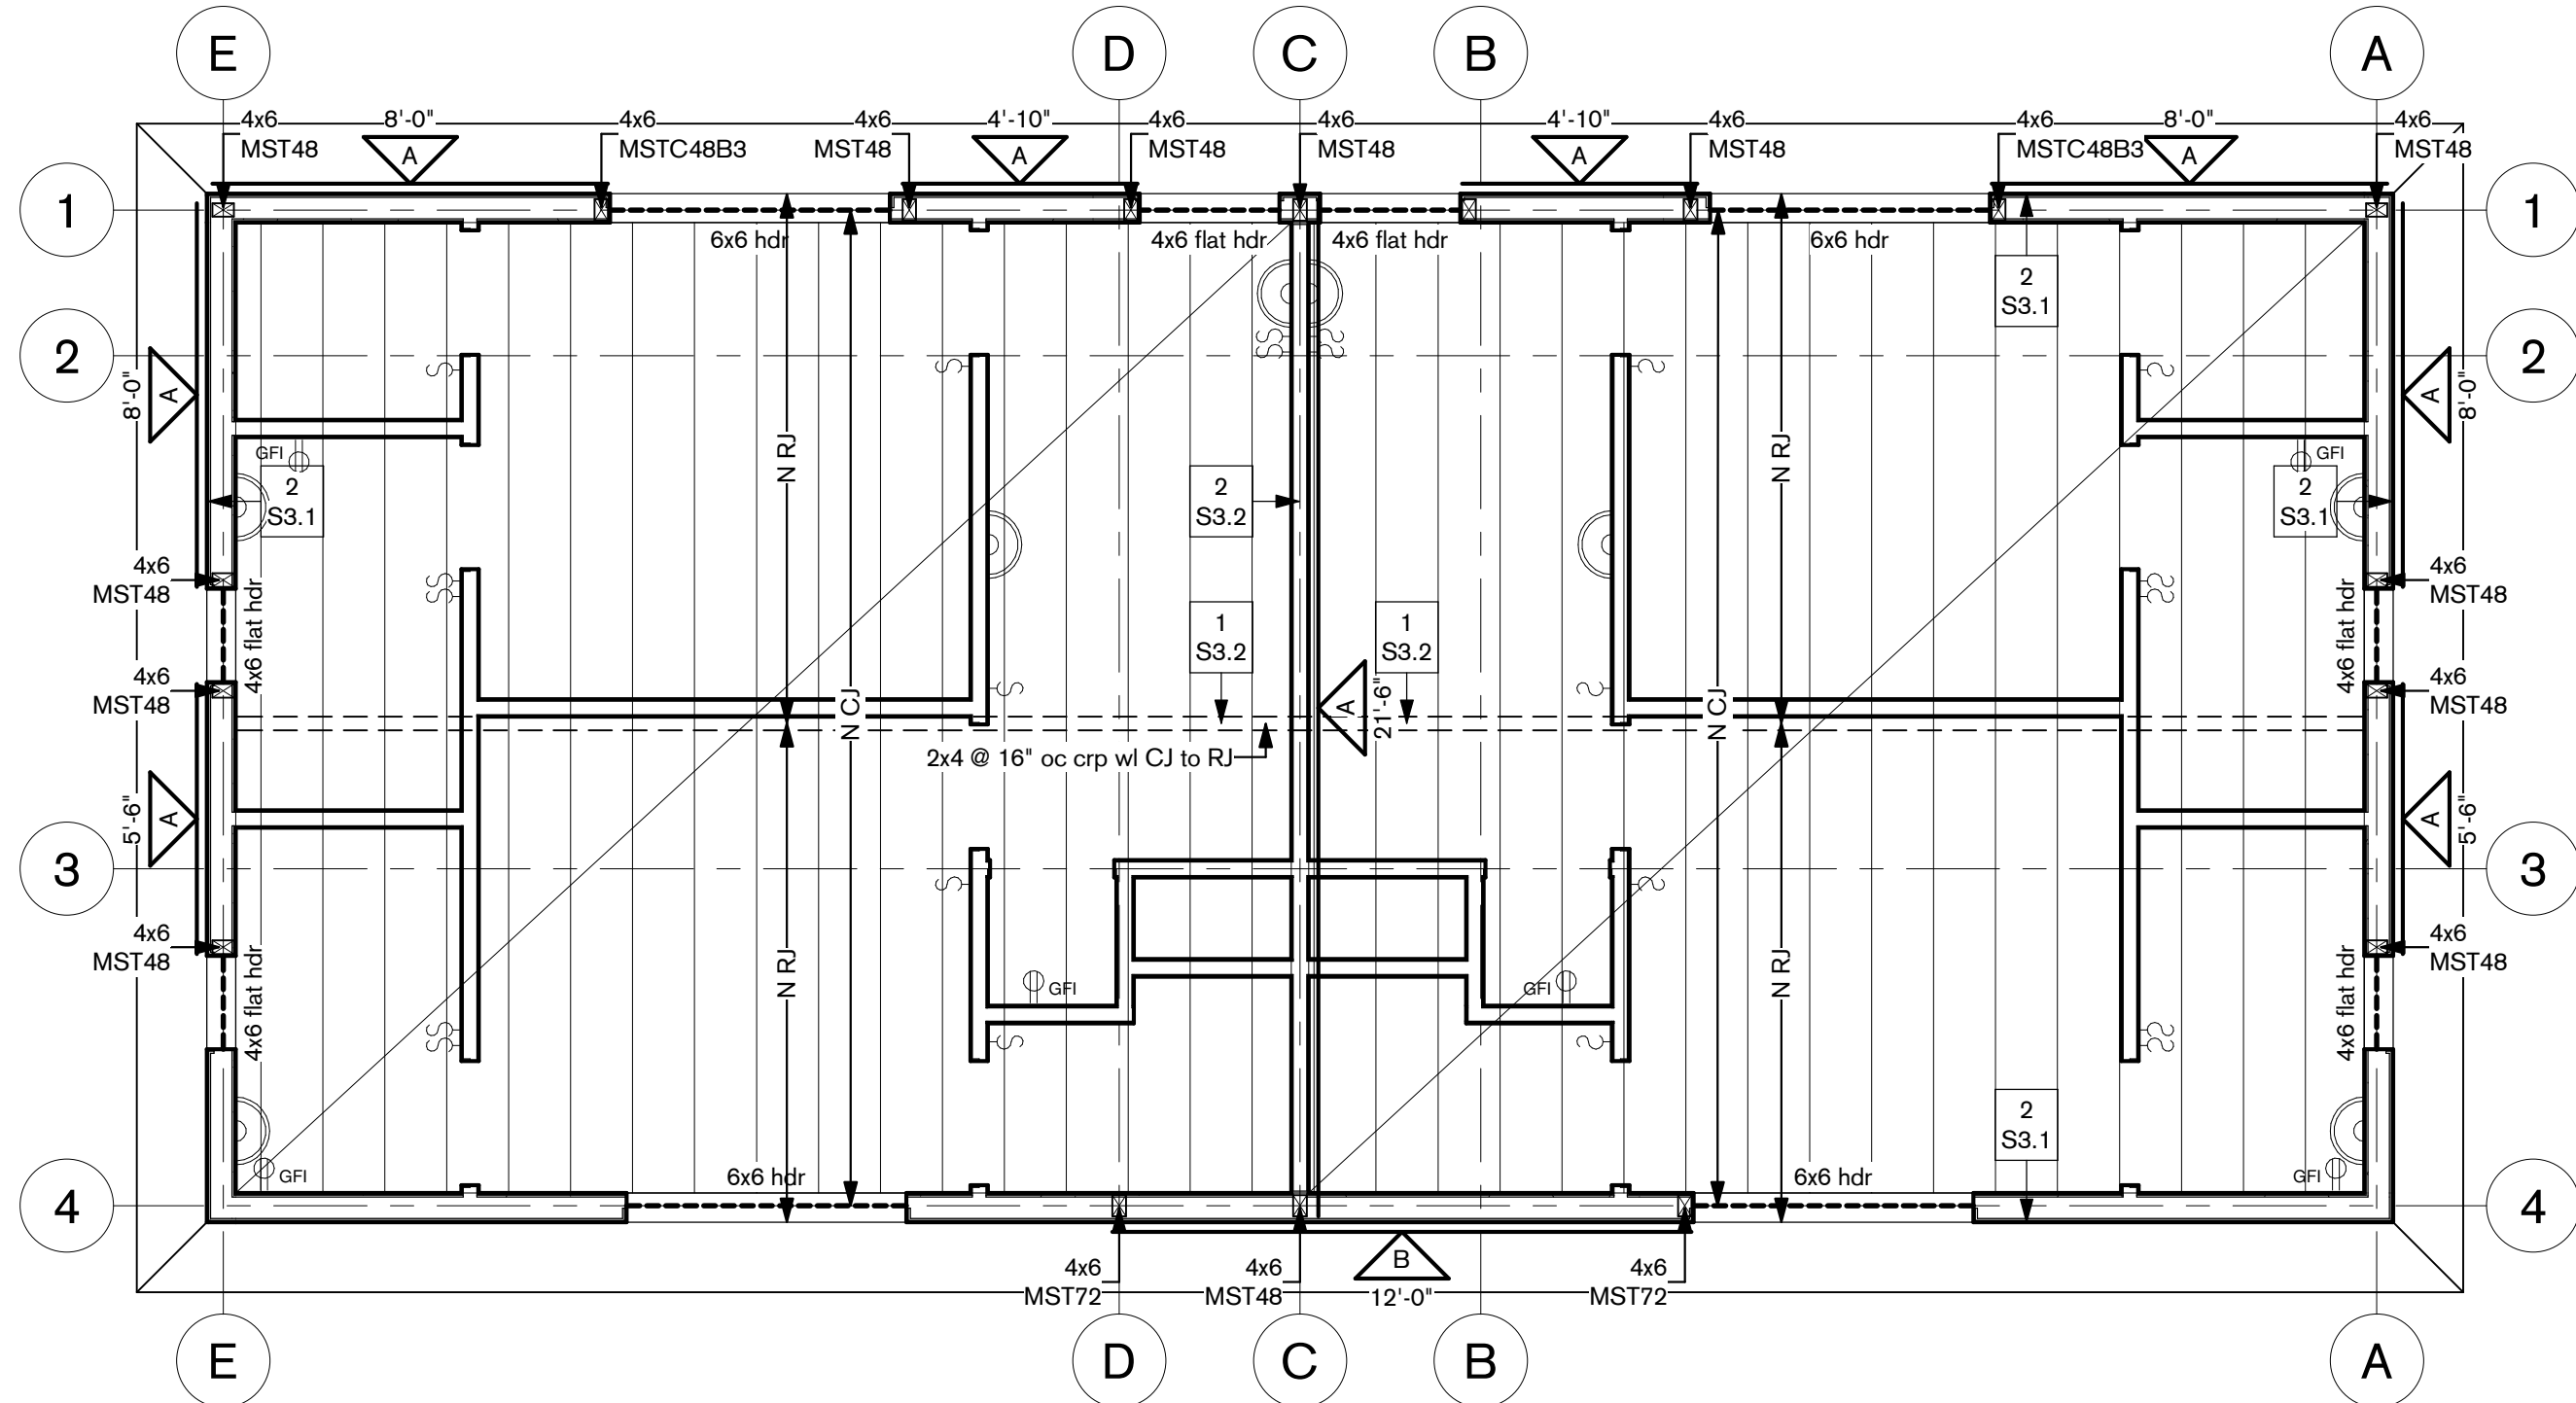 E
D
C
B
A
4x6
MST48
8'-0"
A
4x6
MSTC48B3
4x6
MST48
4'-10"
A
4x6
MST48
4x6
MST48
4'-10"
A
4x6
MST48
4x6
MSTC48B3
8'-0"
A
4x6
MST48
1
1
6x6 hdr
4x6 flat hdr
4x6 flat hdr
6x6 hdr
2
S3.1
2
2
8'-0"
A
A
8'-0"
N RJ
N RJ
GFI
GFI
2
S3.1
2
S3.2
2
S3.1
4x6
MST48
4x6 flat hdr
4x6 flat hdr
4x6
MST48
1
S3.2
1
S3.2
4x6
MST48
4x6
MST48
N CJ
A
21'-6"
N CJ
2x4 @ 16" oc crp wl CJ to RJ
5'-6"
A
A
5'-6"
3
3
4x6
MST48
4x6 flat hdr
N RJ
GFI
GFI
N RJ
4x6 flat hdr
4x6
MST48
2
S3.1
GFI
6x6 hdr
6x6 hdr
GFI
4
4
4x6
MST72
4x6
MST48
B
12'-0"
4x6
MST72
E
D
C
B
A